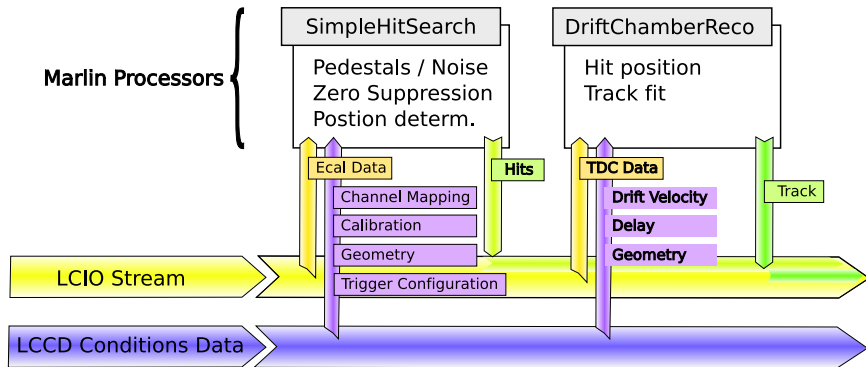 SimpleHitSearch
DriftChamberReco
Marlin Processors
Pedestals / Noise
Zero Suppression
Postion determ.
Hit position
Track fit
Ecal Data
Hits
TDC Data
Channel Mapping
Drift Velocity
Track
Calibration
Delay
Geometry
Geometry
LCIO Stream
Trigger Configuration
LCCD Conditions Data